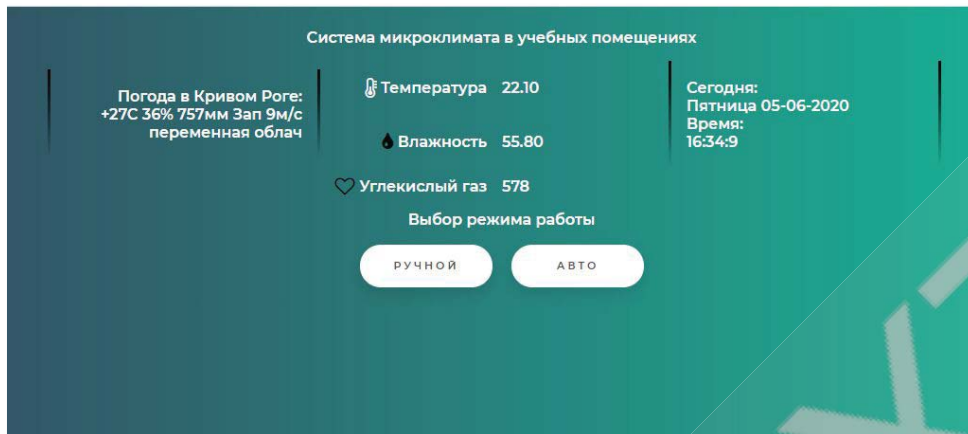 Система микроклимата в учебных помещениях
Погода в Кривом Роге:
+27С 36% 757мм Зап 9м/с
переменная облач
Температура 22.10
Влажность 55.80
Углекислый газ 578
Сегодня:
Пятница 05-06-2020
Время:
16:34:9
Выбор режима работы
РУЧНОЙ
АВТО